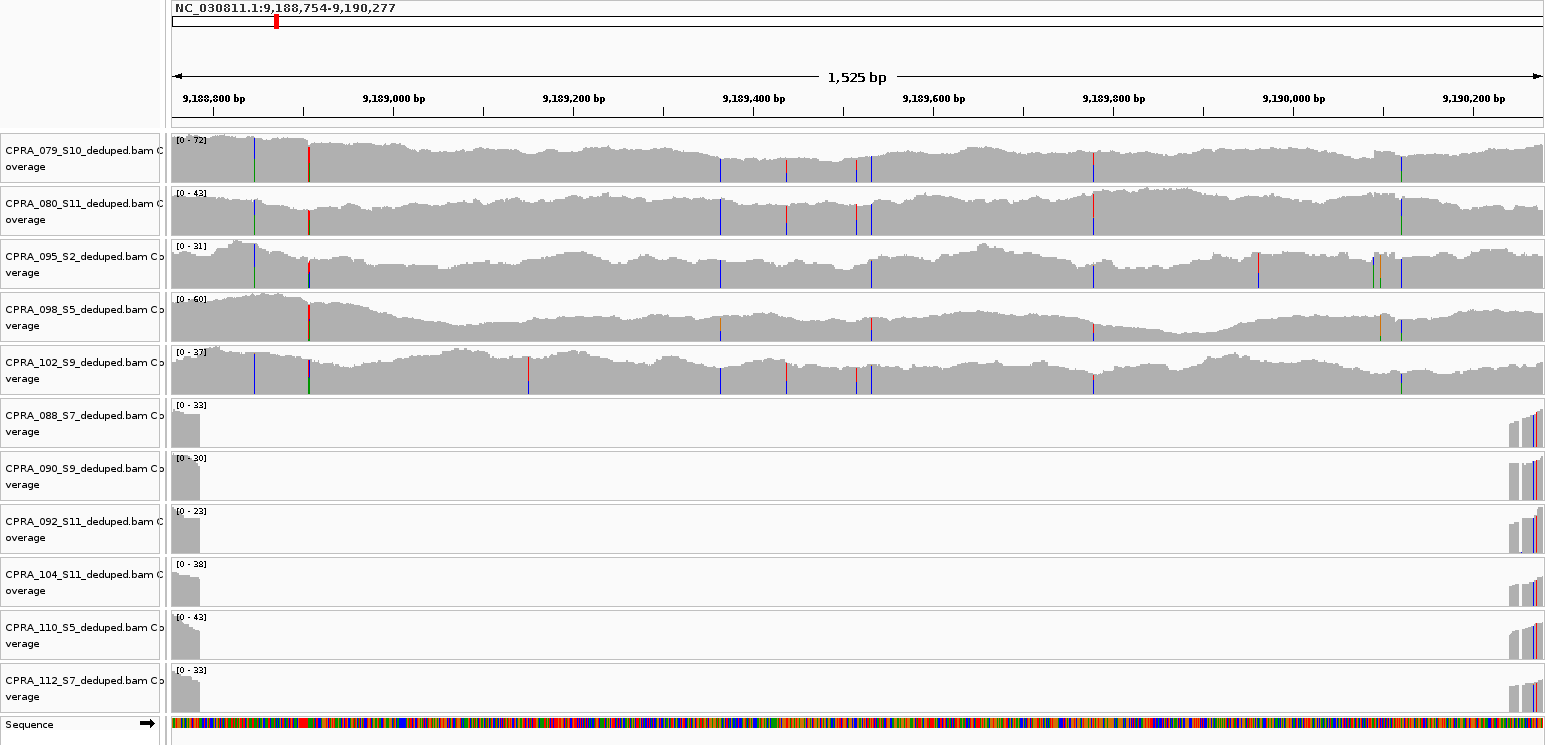 NC_030811.1:9,188,754-9,190,277
1,525 bp
9,188,800 bp 9,189,000 bp 9,189,200 bp 9,189,400 bp 9,189,600 bp 9,189,800 bp 9,190,000 bp 9,190,200 bp
CPRA_079_S10_deduped.bam C
overage
[0 - 72]
CPRA_080_S11_deduped.bam C
overage
[0 - 43]
CPRA_095_S2_deduped.bam Co
verage
[0 - 31]
CPRA_098_S5_deduped.bam Co
verage
[0 - 60]
CPRA_102_S9_deduped.bam Co
verage
[0 - 37]
CPRA_088_S7_deduped.bam Co
verage
[0 - 33]
CPRA_090_S9_deduped.bam Co
verage
[0 - 30]
CPRA_092_S11_deduped.bam C
overage
[0 - 23]
CPRA_104_S11_deduped.bam C
overage
[0 - 38]
CPRA_110_S5_deduped.bam Co
verage
[0 - 43]
CPRA_112_S7_deduped.bam Co
verage
[0 - 33]
Sequence